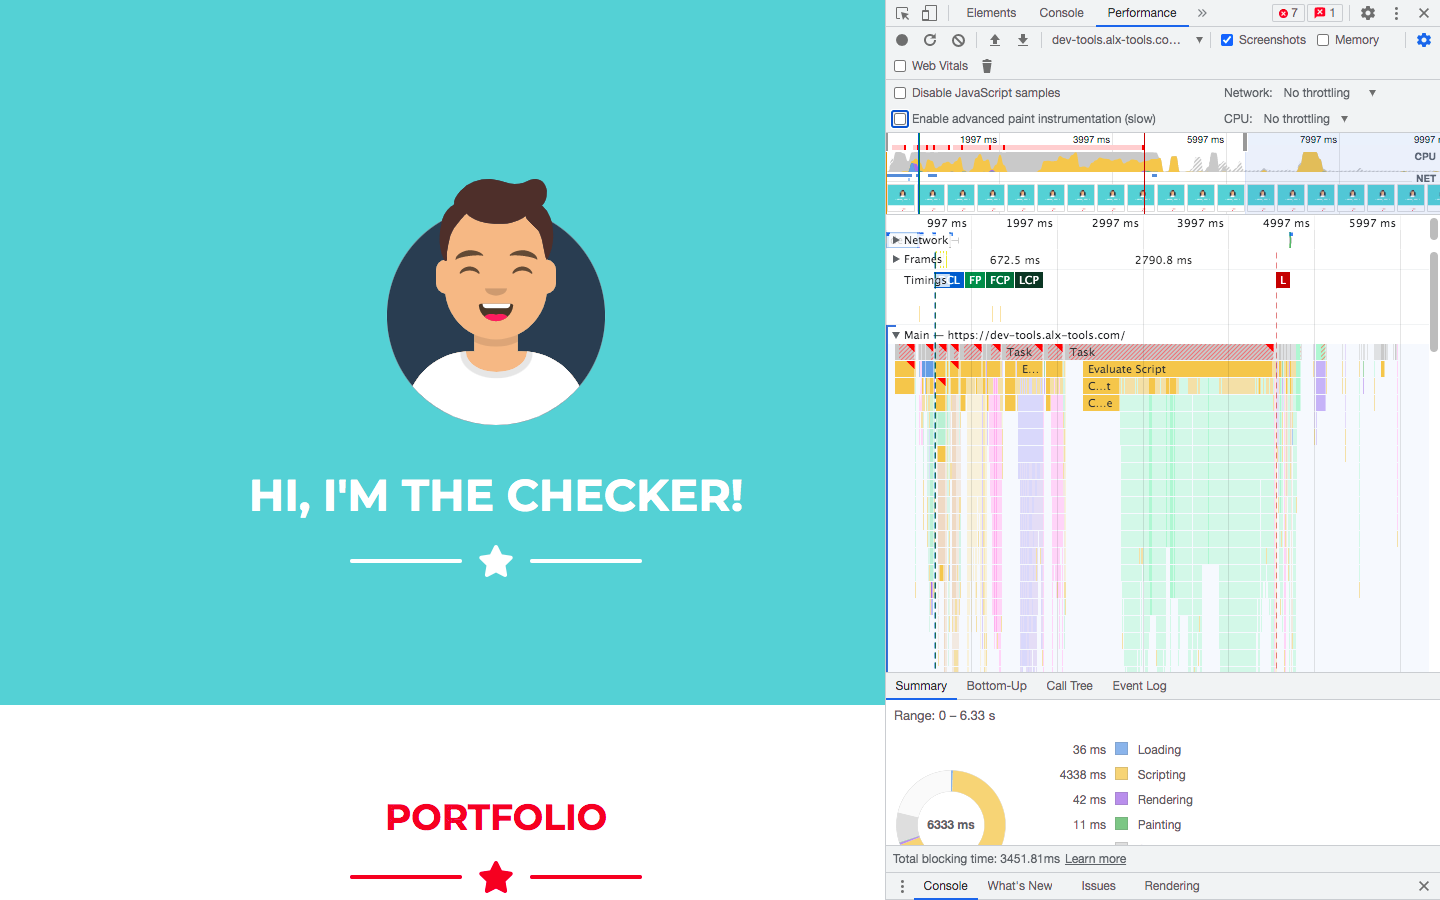 HI, I'M THE CHECKER!
PORTFOLIO
Elements Console Performance » 7 1
dev-tools.alx-tools.co... Screenshots Memory
Web Vitals
Disable JavaScript samples Network: No throttling
Enable advanced paint instrumentation (slow) CPU: No throttling
1997 ms 3997 ms 5997 ms 7997 ms 9997 m
CPU
NET
997 ms 1997 ms 2997 ms 3997 ms 4997 ms 5997 ms
Network
Frames 672.5 ms 2790.8 ms
Timings CL FP FCP LCP L
Main — https://dev-tools.alx-tools.com/
Task Task
E... Evaluate Script
C...t
C...e
Summary Bottom-Up Call Tree Event Log
Range: 0 – 6.33 s
36 ms Loading
4338 ms Scripting
42 ms Rendering
6333 ms 11 ms Painting
Total blocking time: 3451.81ms Learn more
Console What's New Issues Rendering